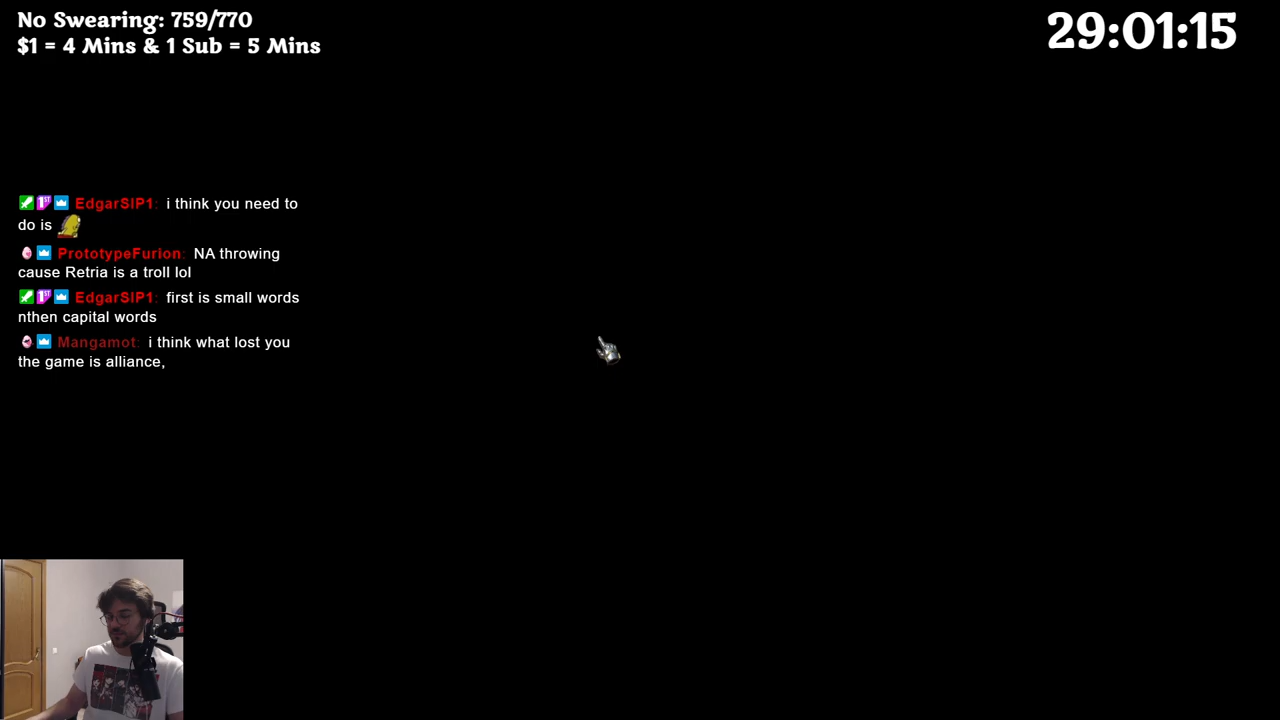 No Swearing: 759/770
$1 = 4 Mins & 1 Sub = 5 Mins
29:01:15
EdgarSIP1: i think you need to
do is
PrototypeFurion: NA throwing
cause Retria is a troll lol
EdgarSIP1: first is small words
nthen capital words
Mangamot: i think what lost you
the game is alliance,